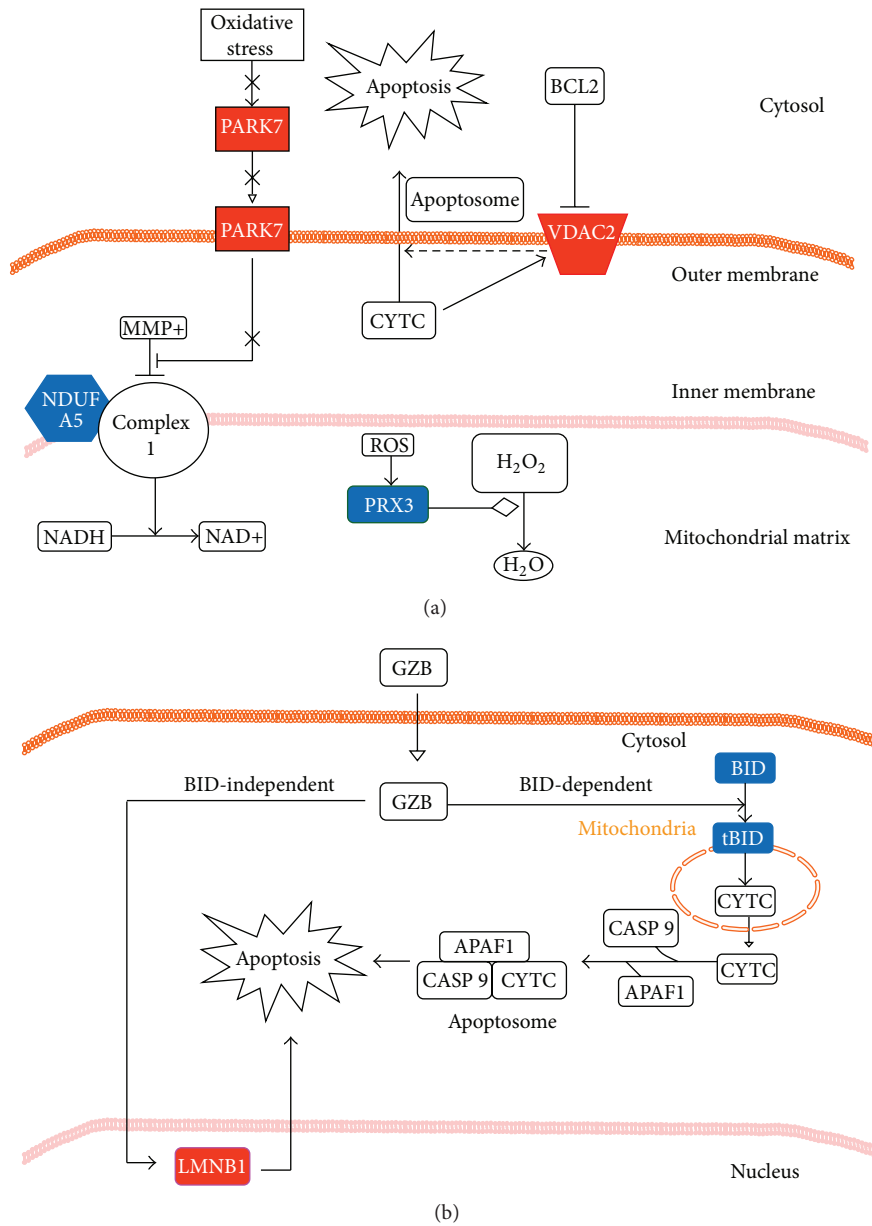 Oxidative
stress
Apoptosis
BCL2
Cytosol
PARK7
Apoptosome
PARK7
VDAC2
Outer membrane
CYTC
MMP+
NDUF
A5
Complex
1
Inner membrane
ROS
H₂O₂
PRX3
NADH
NAD+
Mitochondrial matrix
H₂O
(a)
GZB
Cytosol
BID-independent
GZB
BID-dependent
BID
Mitochondria
tBID
CYTC
CASP 9
APAF1
Apoptosis
CASP 9
CYTC
CYTC
APAF1
Apoptosome
LMNB1
Nucleus
(b)